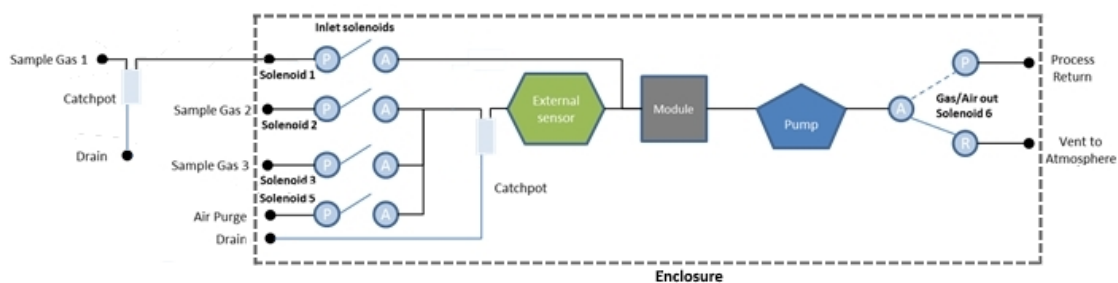 Inlet solenoids
Sample Gas 1
P
A
P
Process
Return
Solenoid 1
Catchpot
External
sensor
Module
Gas/Air out
Solenoid 6
Sample Gas 2
P
A
A
Solenoid 2
Pump
R
Vent to
Atmosphere
Drain
Sample Gas 3
P
A
Solenoid 3
Catchpot
Solenoid 5
Air Purge
P
A
Drain
Enclosure